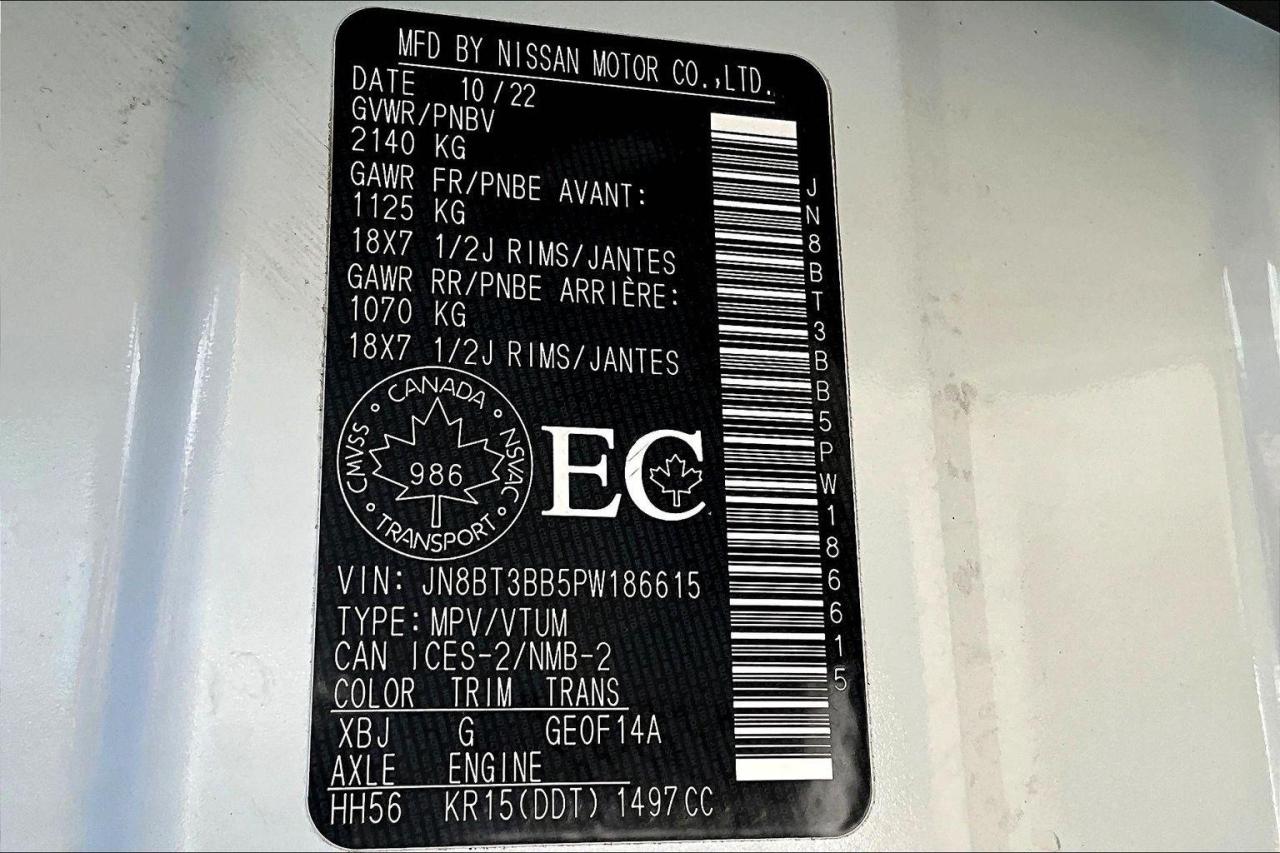 MFD BY NISSAN MOTOR CO.,LTD.
DATE 10/22
GVWR/PNBV
2140 KG
GAWR FR/PNBE AVANT:
1125 KG
18X7 1/2J RIMS/JANTES
GAWR RR/PNBE ARRIÈRE:
1070 KG
18X7 1/2J RIMS/JANTES
CANADA
CMVSS
986
NSVAC
TRANSPORT
EC
VIN: JN8BT3BB5PW186615
TYPE: MPV/VTUM
CAN ICES-2/NMB-2
COLOR TRIM TRANS
XBJ G GE0F14A
AXLE ENGINE
HH56 KR15(DDT) 1497CC
JN8BT3BB5PW186615